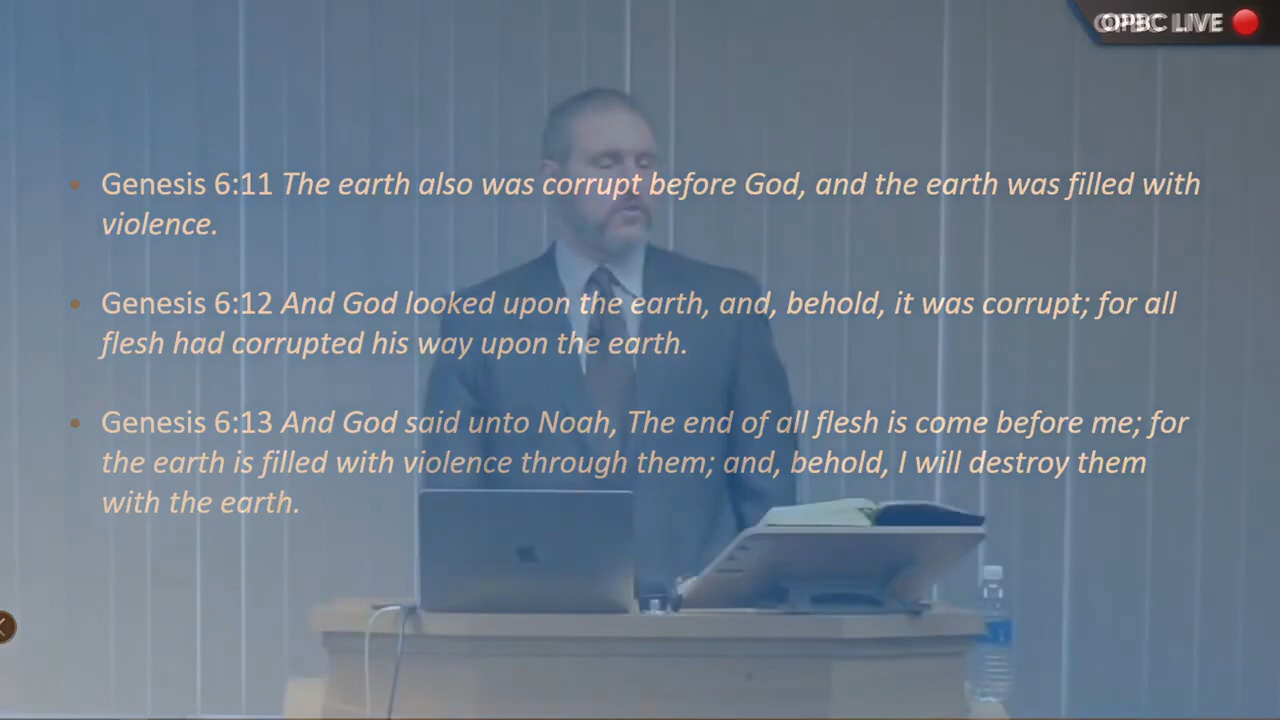 OPBC LIVE
Genesis 6:11 The earth also was corrupt before God, and the earth was filled with
violence.
Genesis 6:12 And God looked upon the earth, and, behold, it was corrupt; for all
flesh had corrupted his way upon the earth.
Genesis 6:13 And God said unto Noah, The end of all flesh is come before me; for
the earth is filled with violence through them; and, behold, I will destroy them
with the earth.